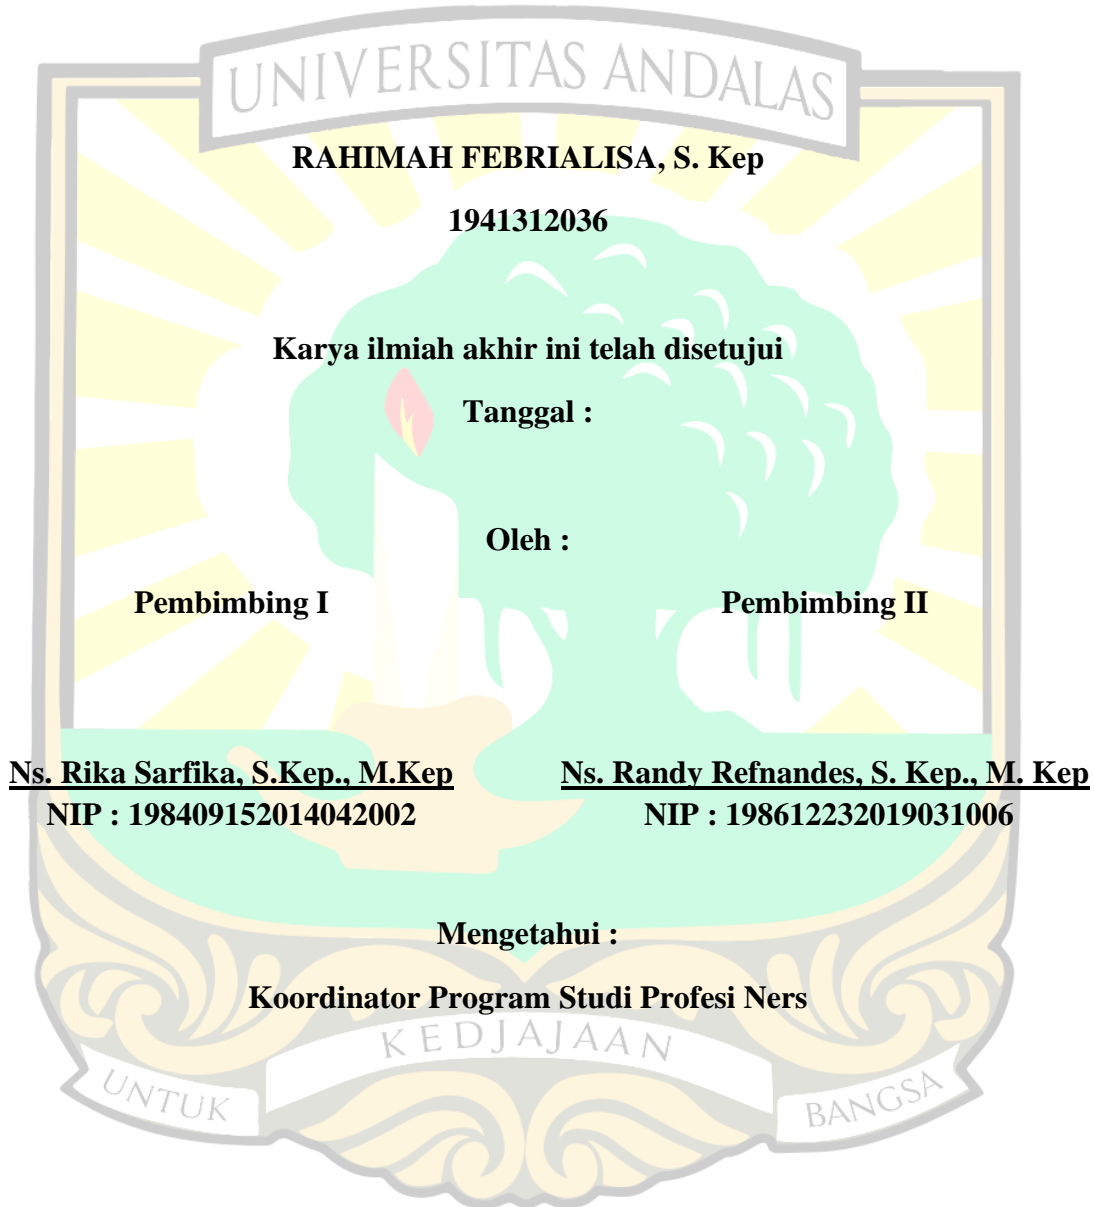 UNIVERSITAS ANDALAS
RAHIMAH FEBRIALISA, S. Kep
1941312036
Karya ilmiah akhir ini telah disetujui
Tanggal :
Oleh :
Pembimbing I
Pembimbing II
Ns. Rika Sarfika, S.Kep., M.Kep
NIP : 198409152014042002
Ns. Randy Refnandes, S. Kep., M. Kep
NIP : 198612232019031006
Mengetahui :
Koordinator Program Studi Profesi Ners
KEDJAJAAN
UNTUK
BANGSA